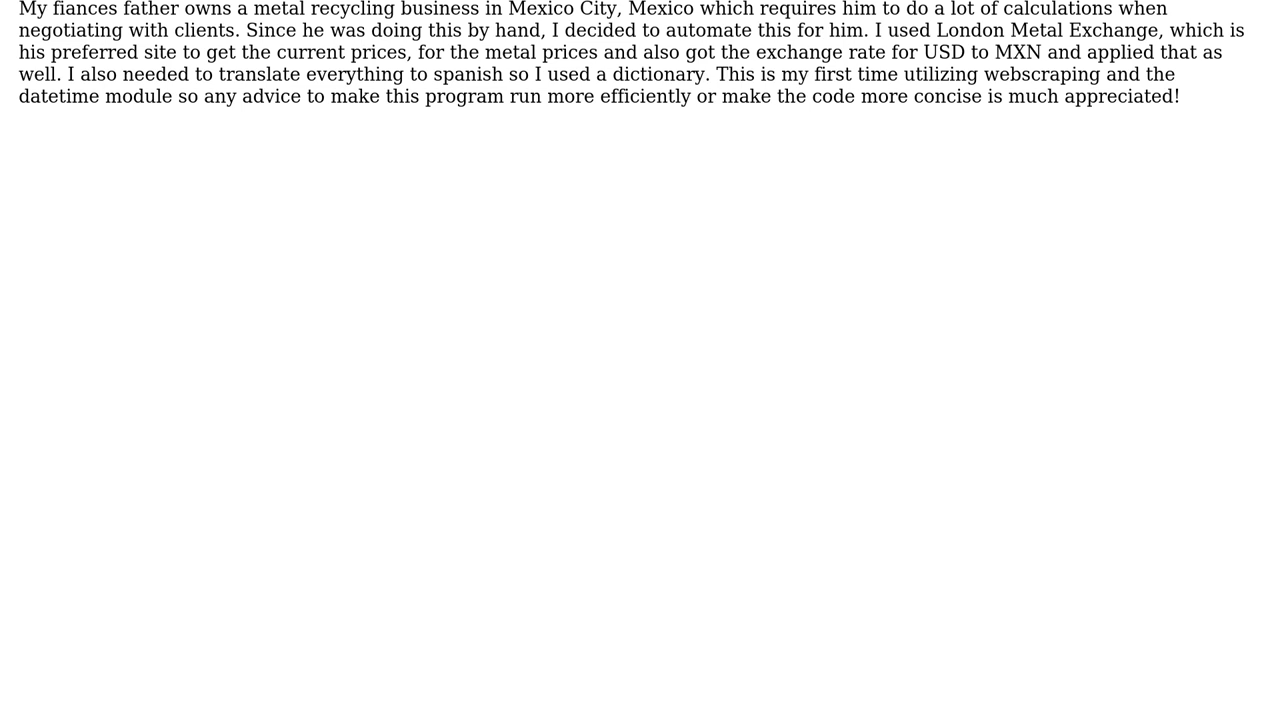 My fiances father owns a metal recycling business in Mexico City, Mexico which requires him to do a lot of calculations when
negotiating with clients. Since he was doing this by hand, I decided to automate this for him. I used London Metal Exchange, which is
his preferred site to get the current prices, for the metal prices and also got the exchange rate for USD to MXN and applied that as
well. I also needed to translate everything to spanish so I used a dictionary. This is my first time utilizing webscraping and the
datetime module so any advice to make this program run more efficiently or make the code more concise is much appreciated!